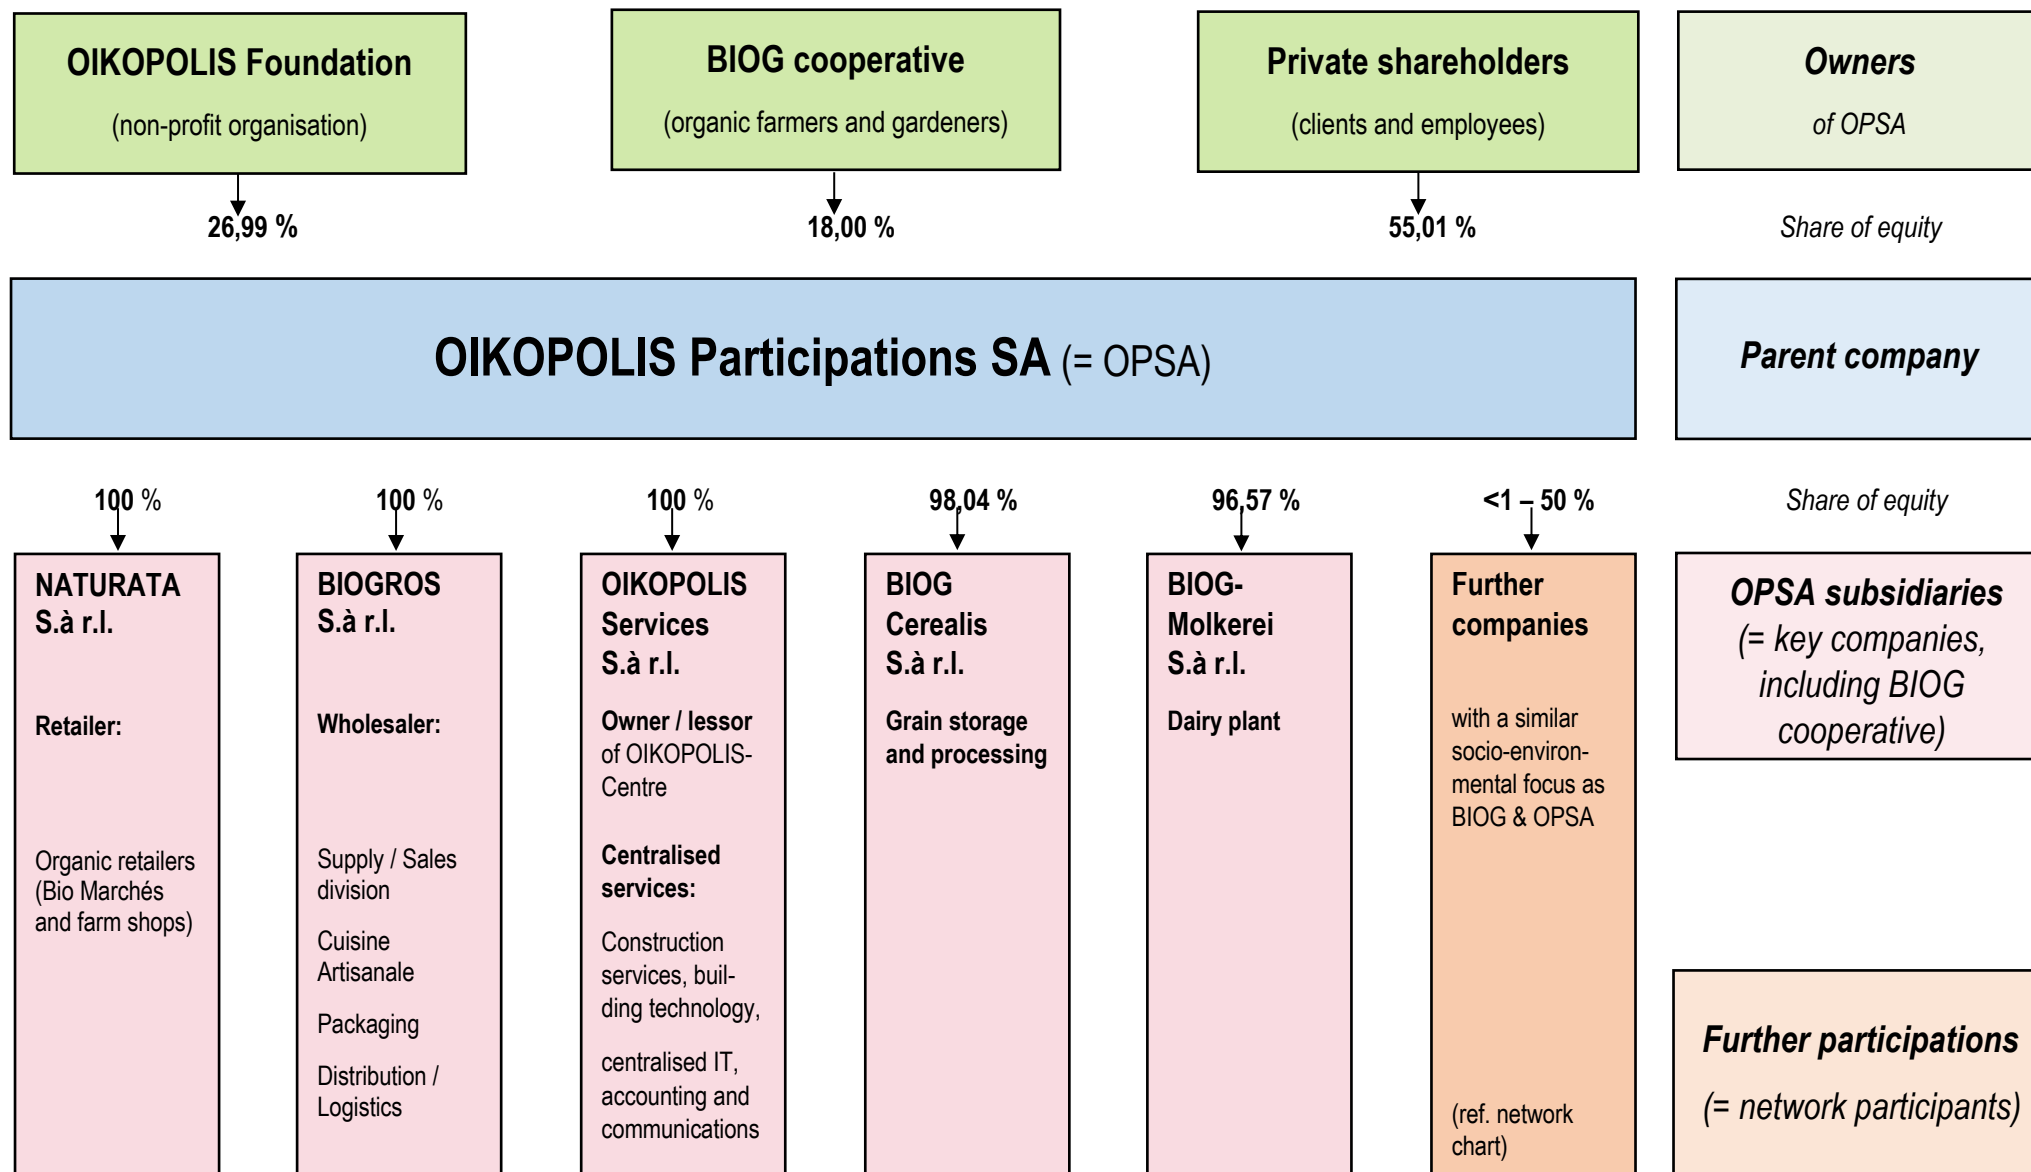 OIKOPOLIS Foundation
(non-profit organisation)
BIOG cooperative
(organic farmers and gardeners)
Private shareholders
(clients and employees)
Owners
of OPSA
26,99 %
18,00 %
55,01 %
Share of equity
OIKOPOLIS Participations SA (= OPSA)
Parent company
100 %
100 %
100 %
98,04 %
96,57 %
<1 – 50 %
Share of equity
NATURATA
S.à r.l.
Retailer:
Organic retailers
(Bio Marchés
and farm shops)
BIOGROS
S.à r.l.
Wholesaler:
Supply / Sales
division
Cuisine
Artisanale
Packaging
Distribution /
Logistics
OIKOPOLIS
Services
S.à r.l.
Owner / lessor
of OIKOPOLIS-
Centre
Centralised
services:
Construction
services, buil-
ding technology,
centralised IT,
accounting and
communications
BIOG
Cerealis
S.à r.l.
Grain storage
and processing
BIOG-
Molkerei
S.à r.l.
Dairy plant
Further
companies
with a similar
socio-environ-
mental focus as
BIOG & OPSA
(ref. network
chart)
OPSA subsidiaries
(= key companies,
including BIOG
cooperative)
Further participations
(= network participants)